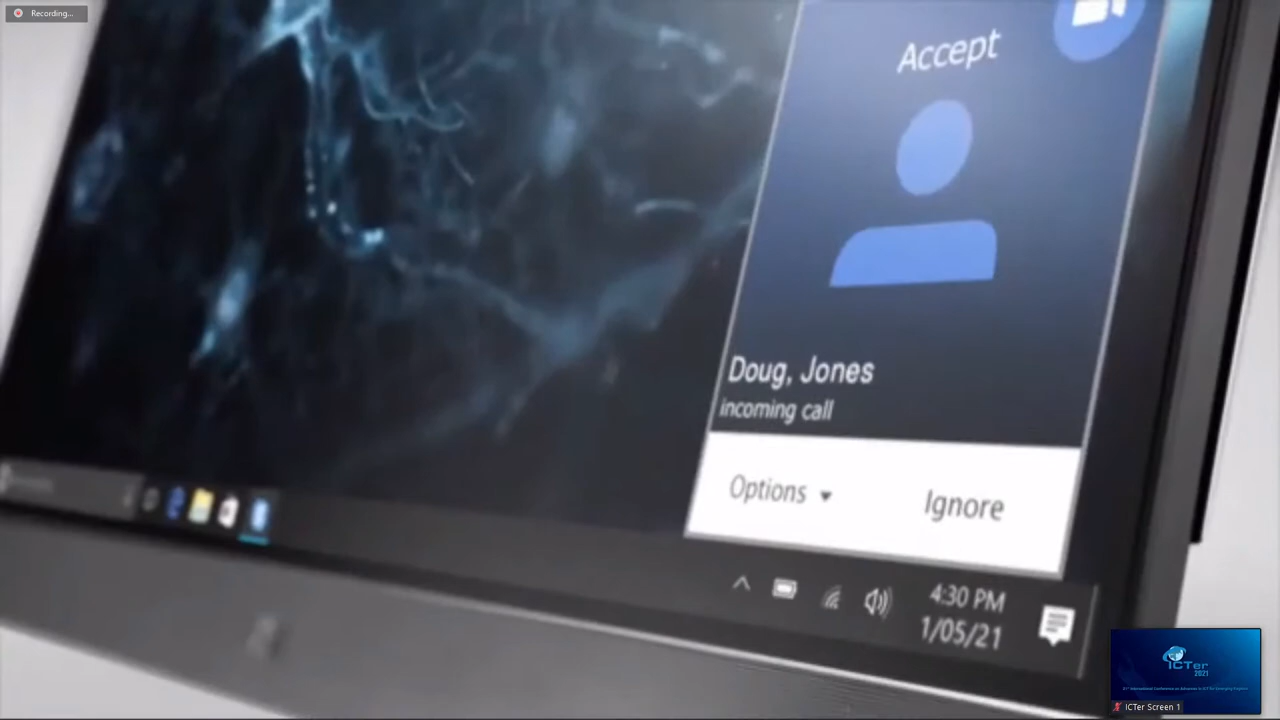 Recording...
Accept
Doug, Jones
incoming call
Options
Ignore
4:30 PM
1/05/21
ICTer
2021
ICTer Screen 1